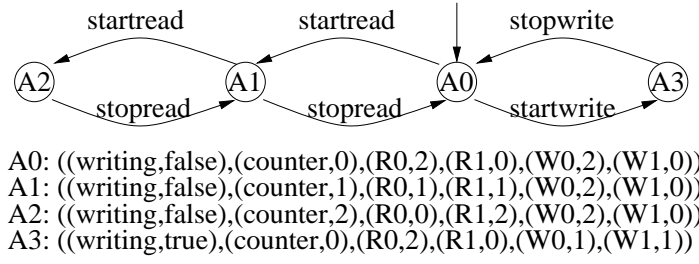 startread startread stopwrite
A2 A1 A0 A3
stopread stopread startwrite
A0: ((writing,false),(counter,0),(R0,2),(R1,0),(W0,2),(W1,0))
A1: ((writing,false),(counter,1),(R0,1),(R1,1),(W0,2),(W1,0))
A2: ((writing,false),(counter,2),(R0,0),(R1,2),(W0,2),(W1,0))
A3: ((writing,true),(counter,0),(R0,2),(R1,0),(W0,1),(W1,1))